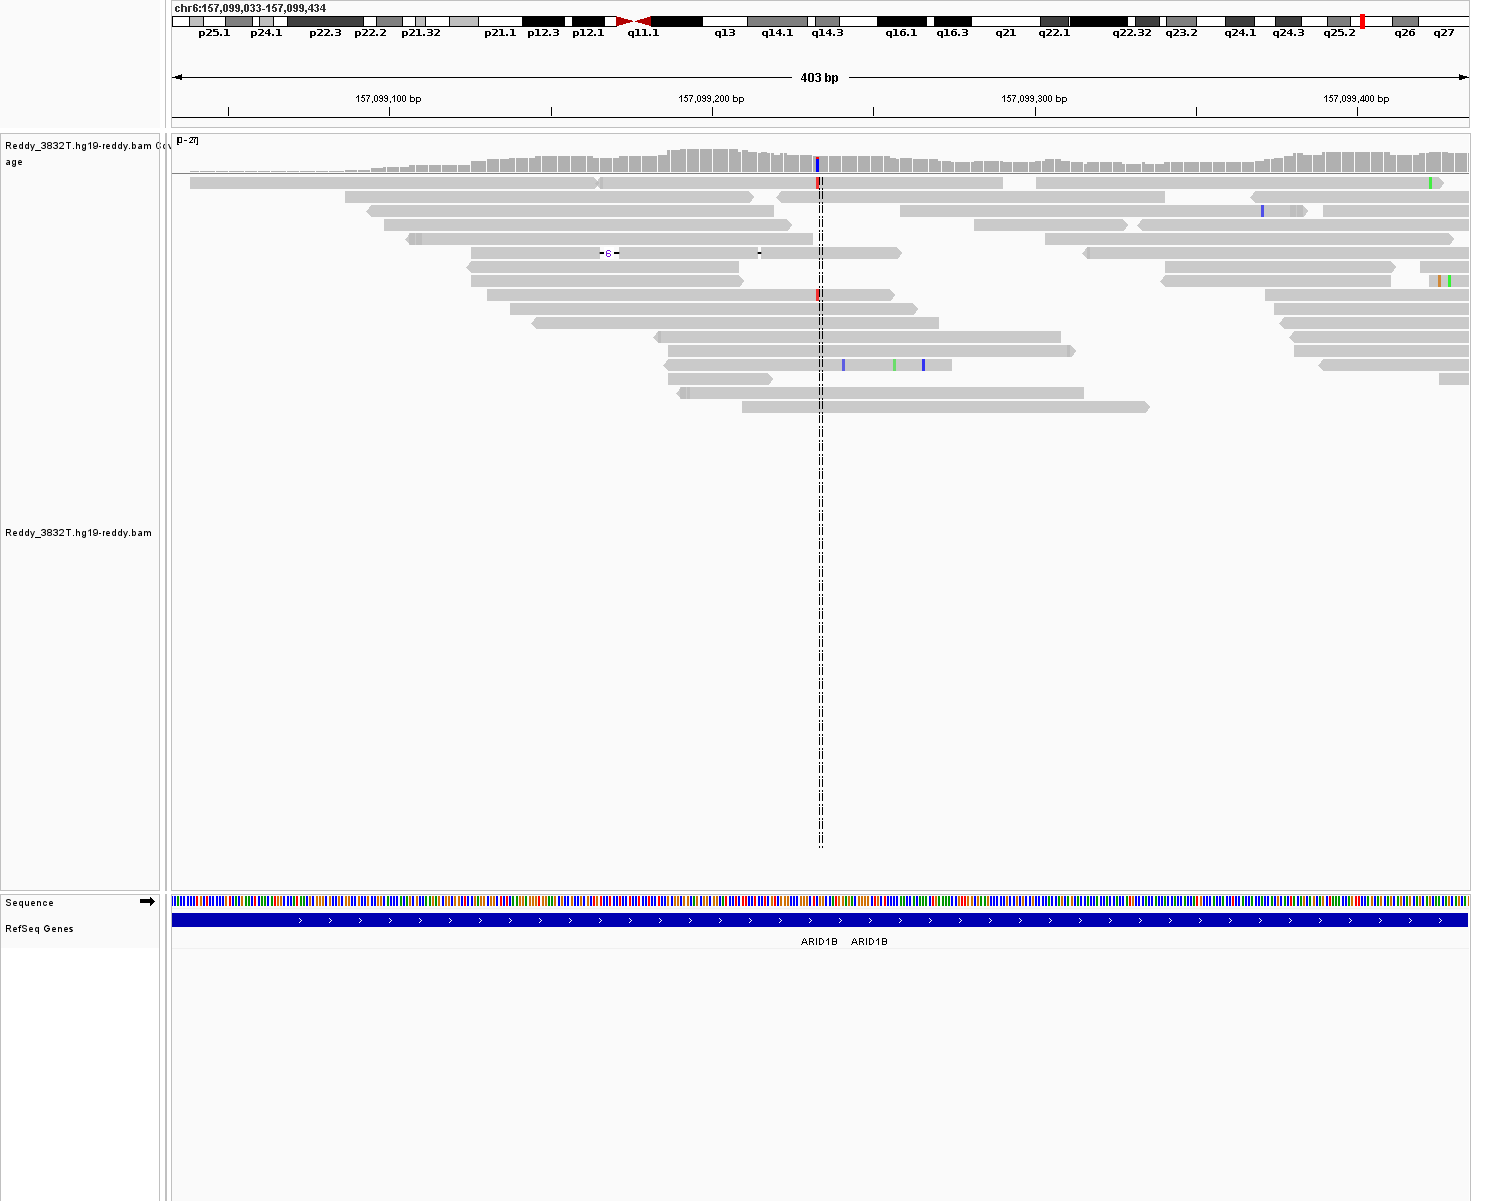 chr6:157,099,033-157,099,434
p25.1 p24.1 p22.3 p22.2 p21.32 p21.1 p12.3 p12.1 q11.1 q13 q14.1 q14.3 q16.1 q16.3 q21 q22.1 q22.32 q23.2 q24.1 q24.3 q25.2 q26 q27
403 bp
157,099,100 bp 157,099,200 bp 157,099,300 bp 157,099,400 bp
[0 - 27]
Reddy_3832T.hg19-reddy.bam Cov
age
6
Reddy_3832T.hg19-reddy.bam
Sequence
RefSeq Genes
ARID1B ARID1B